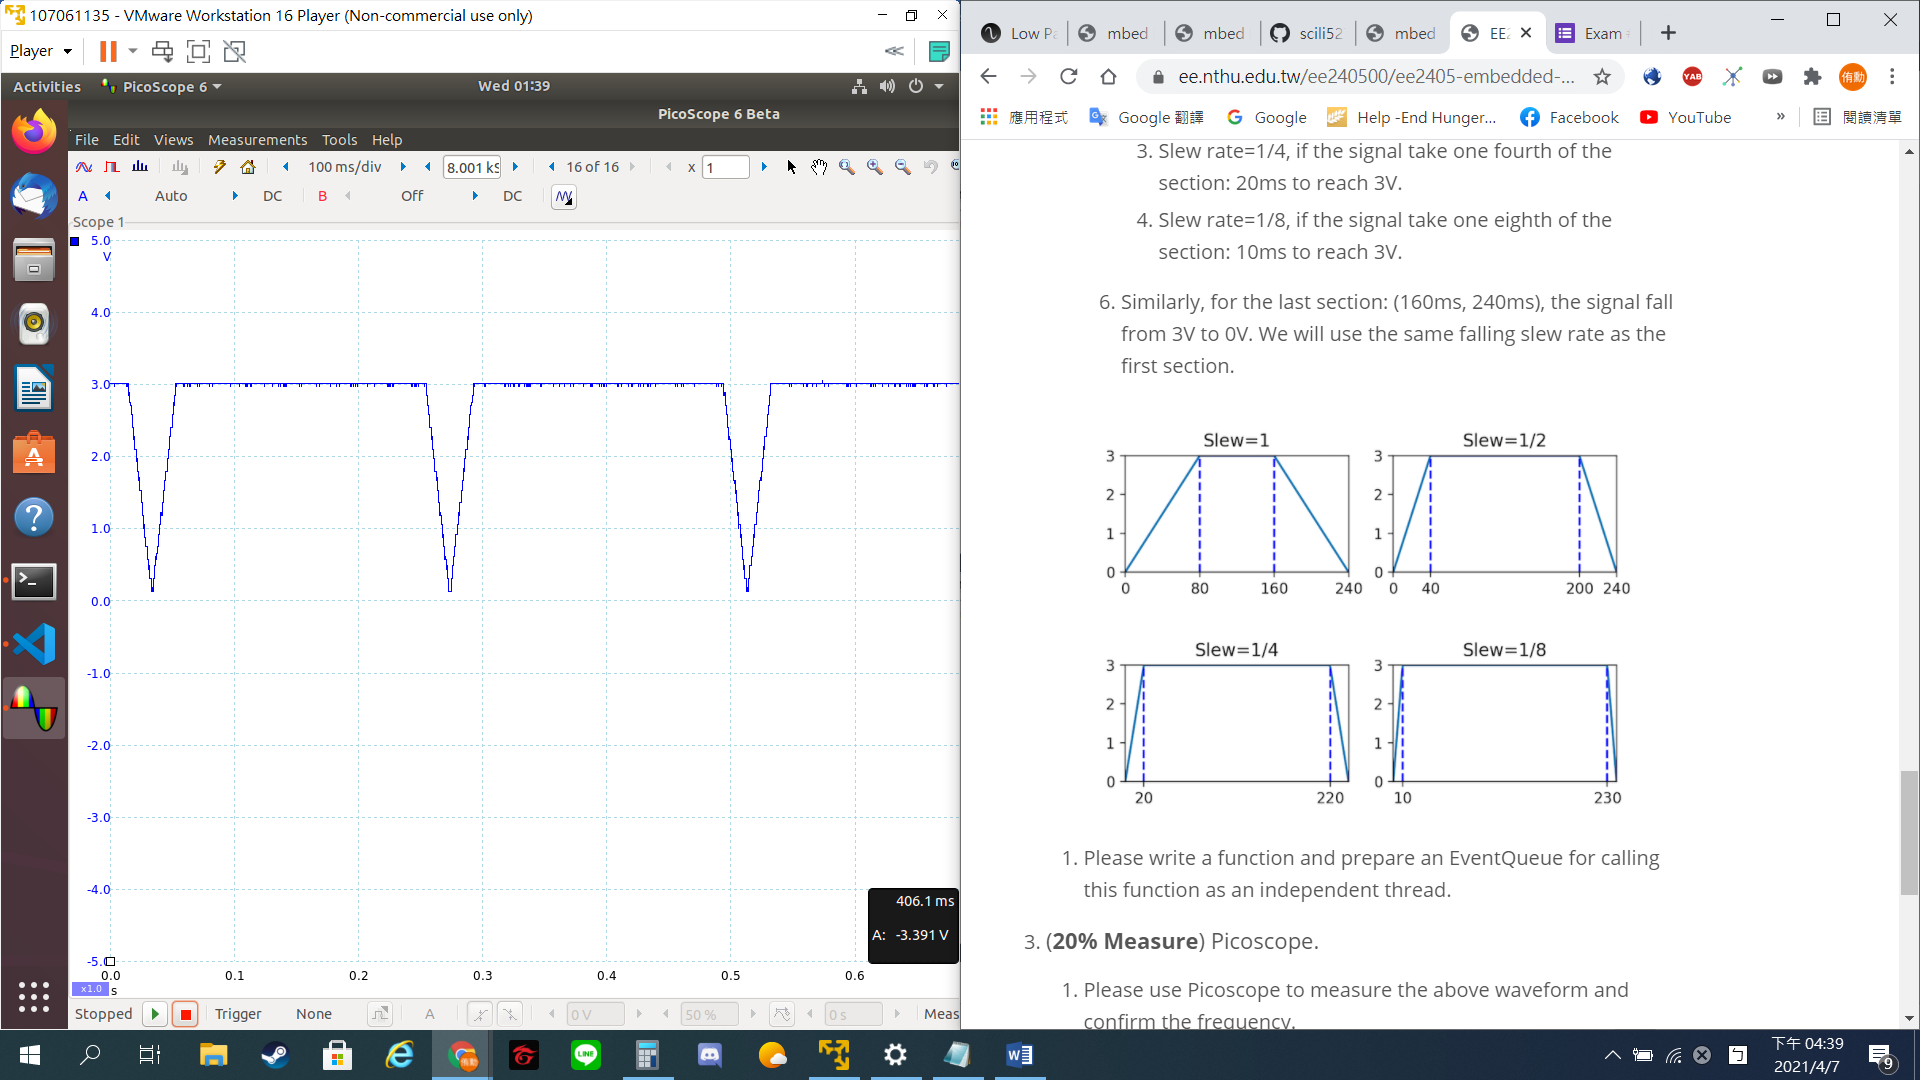 107061135 - VMware Workstation 16 Player (Non-commercial use only)
Player
Activities
PicoScope 6
Wed 01:39
PicoScope 6 Beta
File Edit Views Measurements Tools Help
100 ms/div
8.001 kS
16 of 16
x 1
A Auto DC B Off DC
Scope 1
5.0
V
4.0
3.0
2.0
1.0
0.0
-1.0
-2.0
-3.0
-4.0
-5.0
0.0 0.1 0.2 0.3 0.4 0.5 0.6
x1.0 s
406.1 ms
A: -3.391 V
Stopped Trigger None A 0 V 50 % 0 s Meas
Low Pa
mbed
mbed
scili52
mbed
EE2
Exam
ee.nthu.edu.tw/ee240500/ee2405-embedded-...
YAB
侑勳
應用程式 Google 翻譯 Google Help -End Hunger... Facebook YouTube » 閱讀清單
3. Slew rate=1/4, if the signal take one fourth of the
section: 20ms to reach 3V.
4. Slew rate=1/8, if the signal take one eighth of the
section: 10ms to reach 3V.
6. Similarly, for the last section: (160ms, 240ms), the signal fall
from 3V to 0V. We will use the same falling slew rate as the
first section.
Slew=1
3
2
1
0
0 80 160 240
Slew=1/2
3
2
1
0
0 40 200 240
Slew=1/4
3
2
1
0
20 220
Slew=1/8
3
2
1
0
10 230
1. Please write a function and prepare an EventQueue for calling
this function as an independent thread.
3. (20% Measure) Picoscope.
1. Please use Picoscope to measure the above waveform and
confirm the frequency.
LINE
下午 04:39
2021/4/7
9